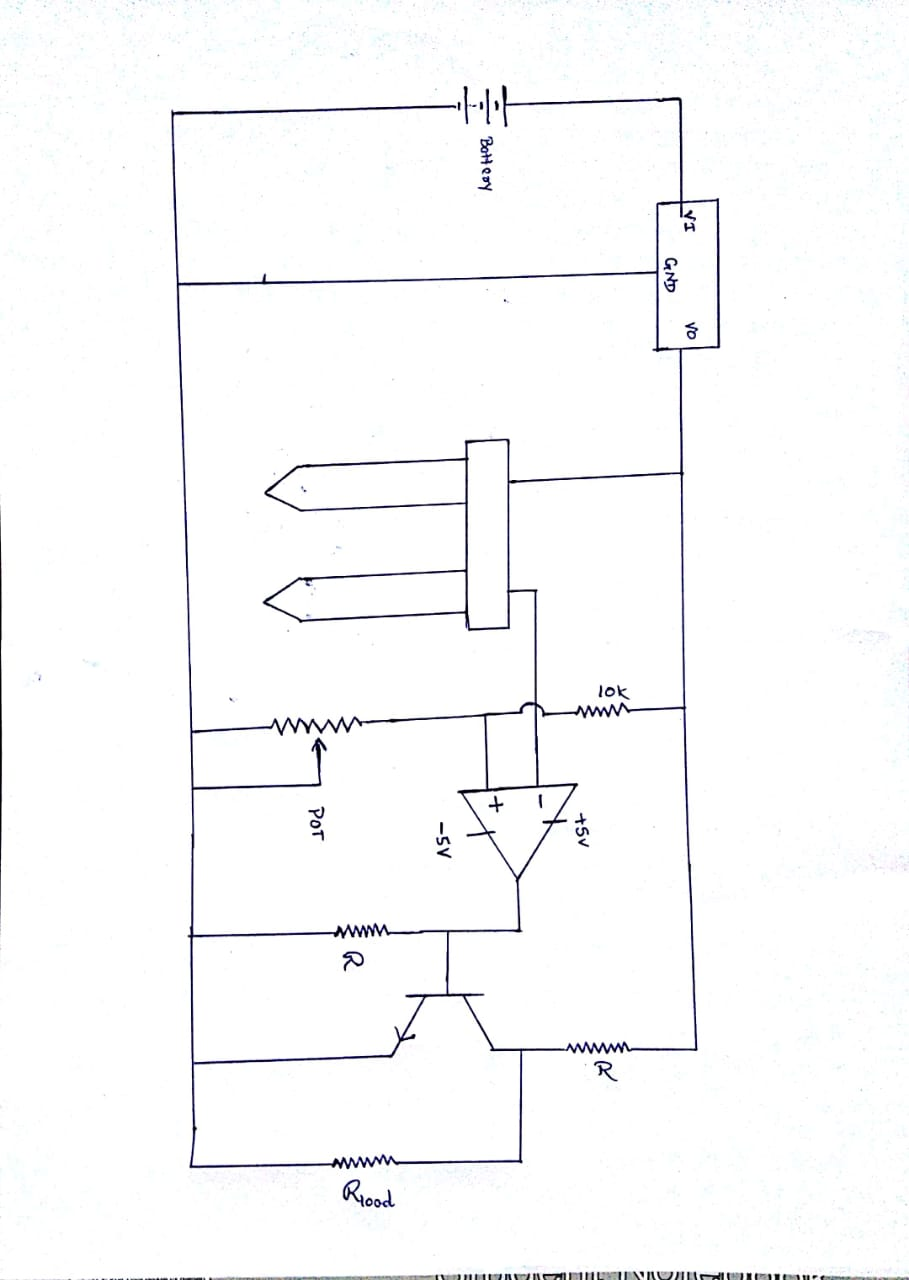 Battery
VI
GND
VO
10K
POT
+
-
+5V
-5V
R
R
Rload